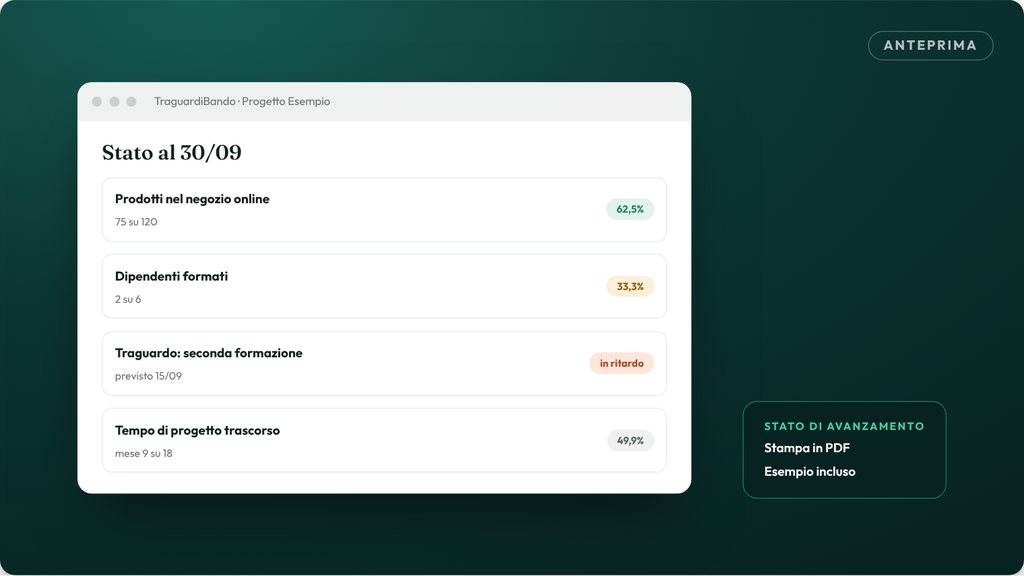 ANTEPRIMA
TraguardiBando · Progetto Esempio
Stato al 30/09
Prodotti nel negozio online
75 su 120
62,5%
Dipendenti formati
2 su 6
33,3%
Traguardo: seconda formazione
previsto 15/09
in ritardo
Tempo di progetto trascorso
mese 9 su 18
49,9%
STATO DI AVANZAMENTO
Stampa in PDF
Esempio incluso